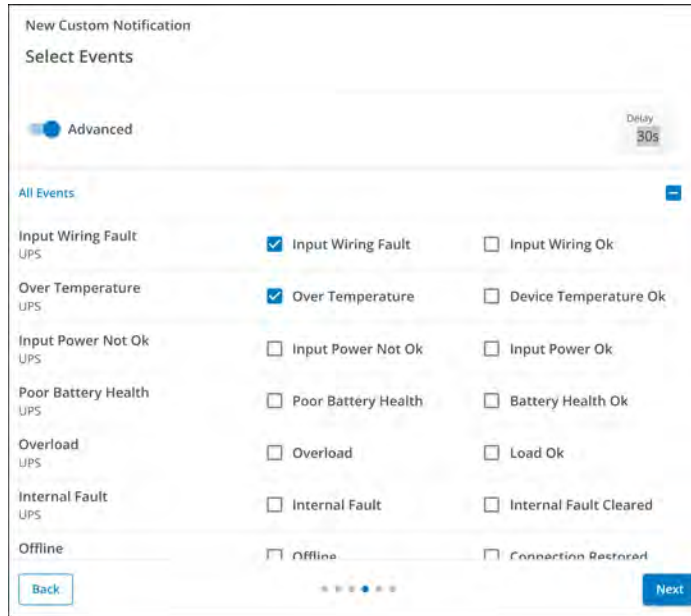 New Custom Notification
Select Events
Advanced
Delay
30s
All Events
Input Wiring Fault
UPS
Input Wiring Fault
Input Wiring Ok
Over Temperature
UPS
Over Temperature
Device Temperature Ok
Input Power Not Ok
UPS
Input Power Not Ok
Input Power Ok
Poor Battery Health
UPS
Poor Battery Health
Battery Health Ok
Overload
UPS
Overload
Load Ok
Internal Fault
UPS
Internal Fault
Internal Fault Cleared
Offline
Offline
Connection Restored
Back
Next